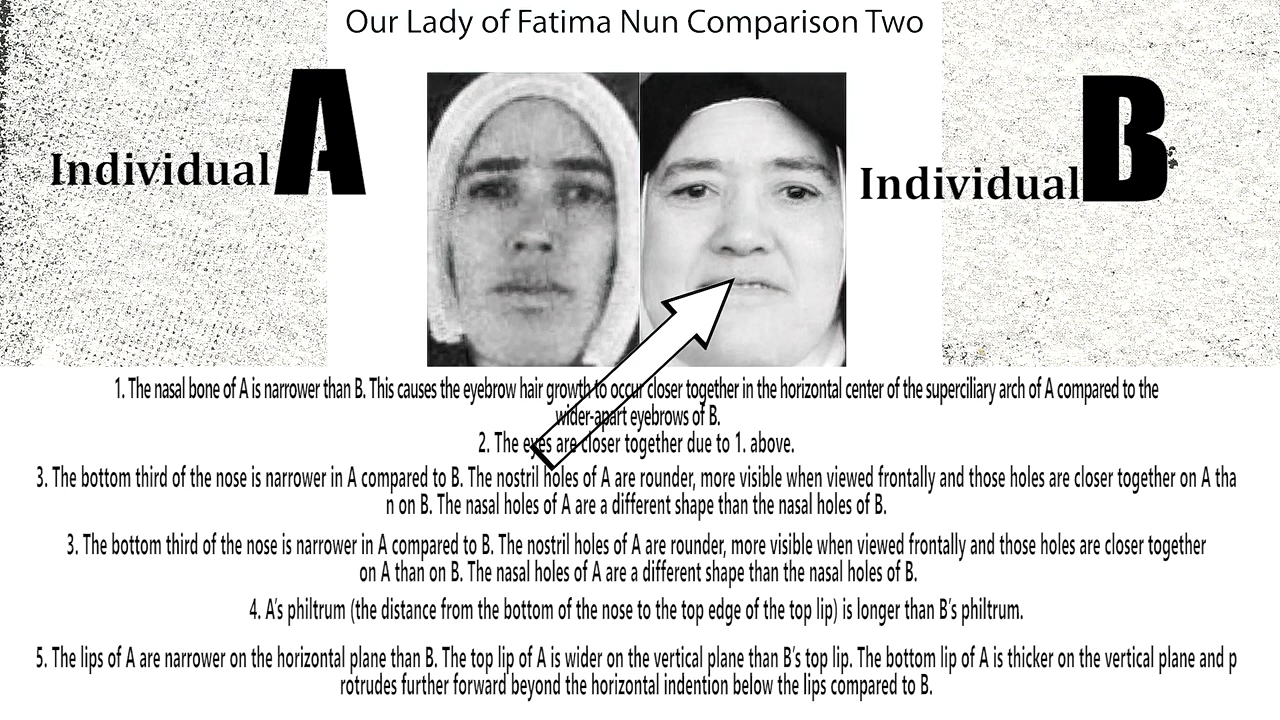 Our Lady of Fatima Nun Comparison Two
Individual A
Individual B
1. The nasal bone of A is narrower than B. This causes the eyebrow hair growth to occur closer together in the horizontal center of the superciliary arch of A compared to the
wider-apart eyebrows of B.
2. The eyes are closer together due to 1. above.
3. The bottom third of the nose is narrower in A compared to B. The nostril holes of A are rounder, more visible when viewed frontally and those holes are closer together on A tha
n on B. The nasal holes of A are a different shape than the nasal holes of B.
3. The bottom third of the nose is narrower in A compared to B. The nostril holes of A are rounder, more visible when viewed frontally and those holes are closer together
on A than on B. The nasal holes of A are a different shape than the nasal holes of B.
4. A's philtrum (the distance from the bottom of the nose to the top edge of the top lip) is longer than B's philtrum.
5. The lips of A are narrower on the horizontal plane than B. The top lip of A is wider on the vertical plane than B's top lip. The bottom lip of A is thicker on the vertical plane and p
rotrudes further forward beyond the horizontal indention below the lips compared to B.